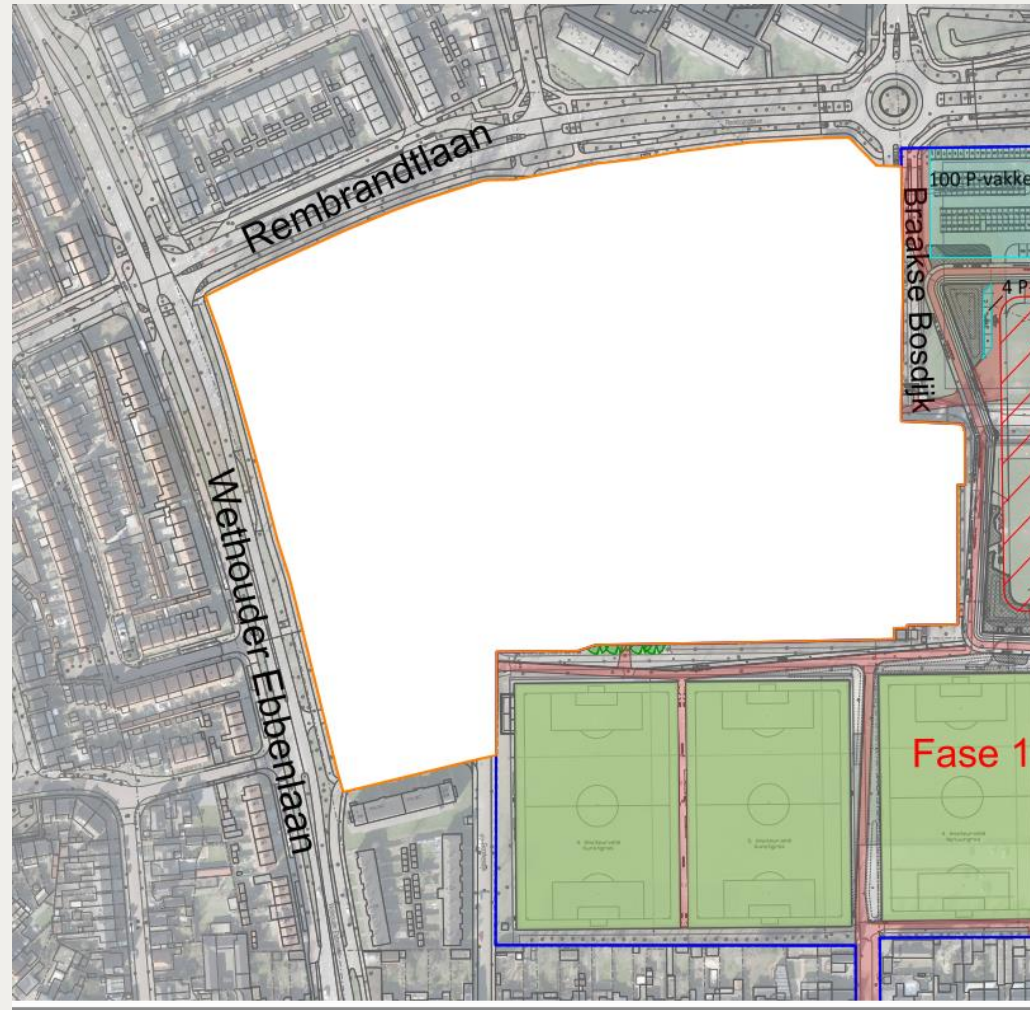 Rembrandtlaan
100 P-vakke
Braakse Bosdijk
4 P
Wethouder Ebbenlaan
Fase 1